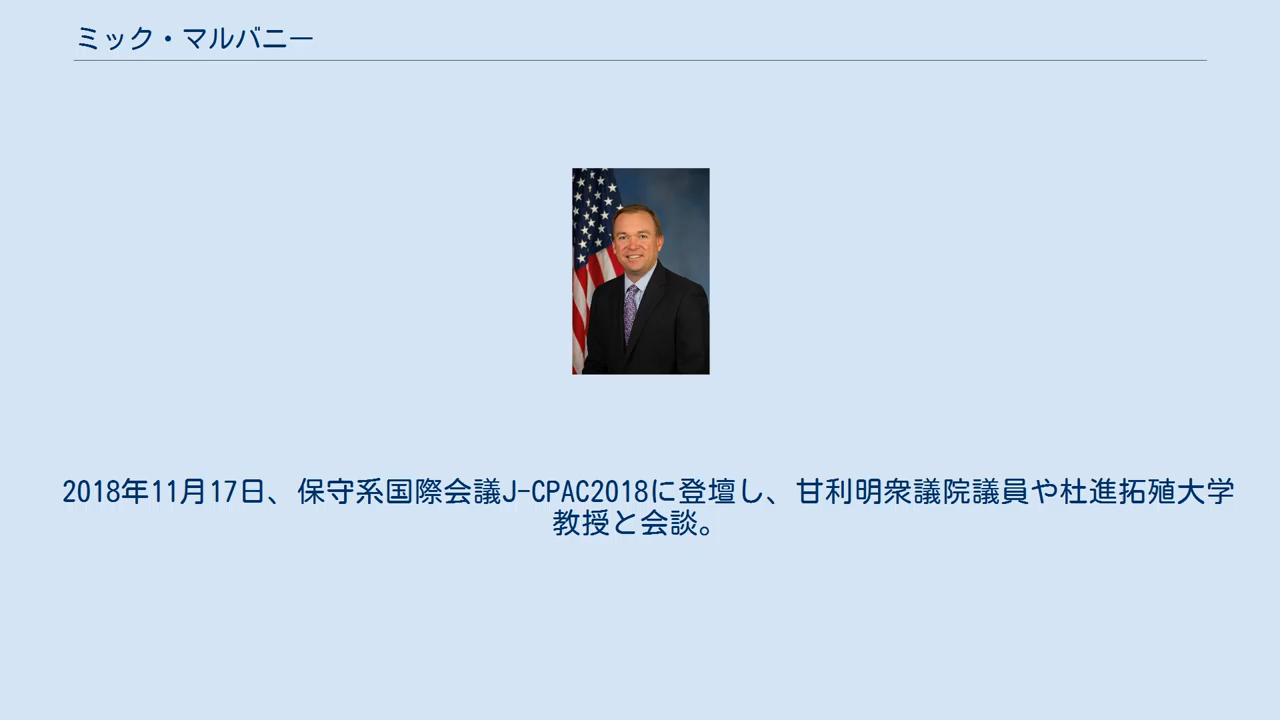 ミック・マルバニー
2018年11月17日、保守系国際会議J-CPAC2018に登壇し、甘利明衆議院議員や杜進拓殖大学
教授と会談。